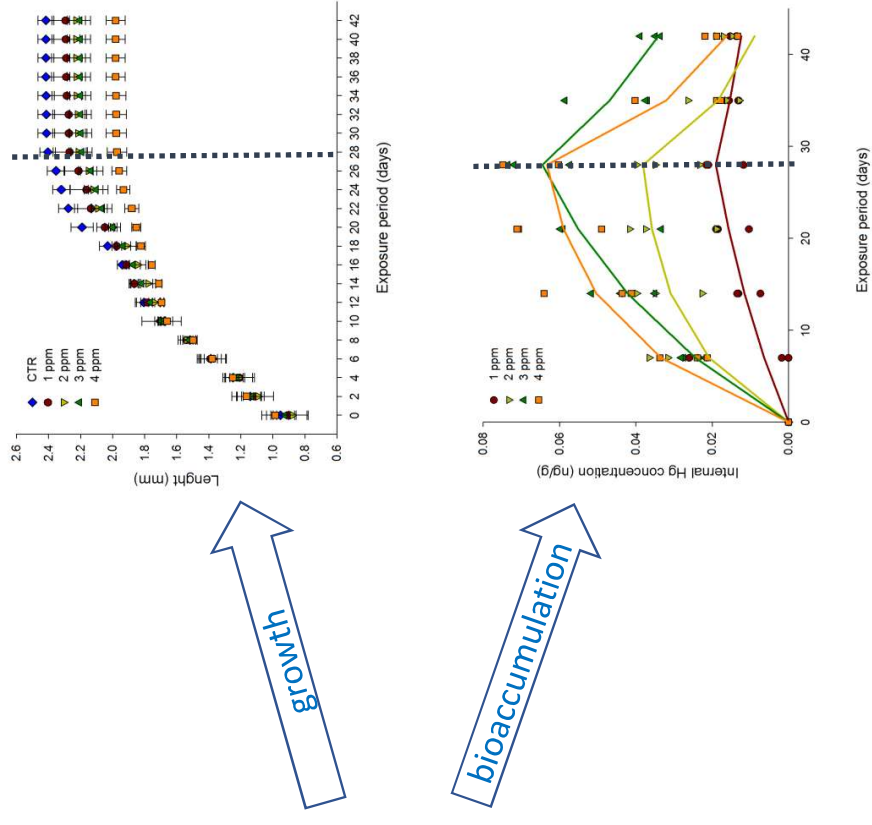 growth
Lenght (mm)
2.6
2.4
2.2
2.0
1.8
1.6
1.4
1.2
1.0
0.8
0.6
CTR
1 ppm
2 ppm
3 ppm
4 ppm
0 2 4 6 8 10 12 14 16 18 20 22 24 26 28 30 32 34 36 38 40 42
Exposure period (days)
bioaccumulation
Internal Hg concentration (ng/g)
0.08
0.06
0.04
0.02
0.00
1 ppm
2 ppm
3 ppm
4 ppm
0 10 20 30 40
Exposure period (days)